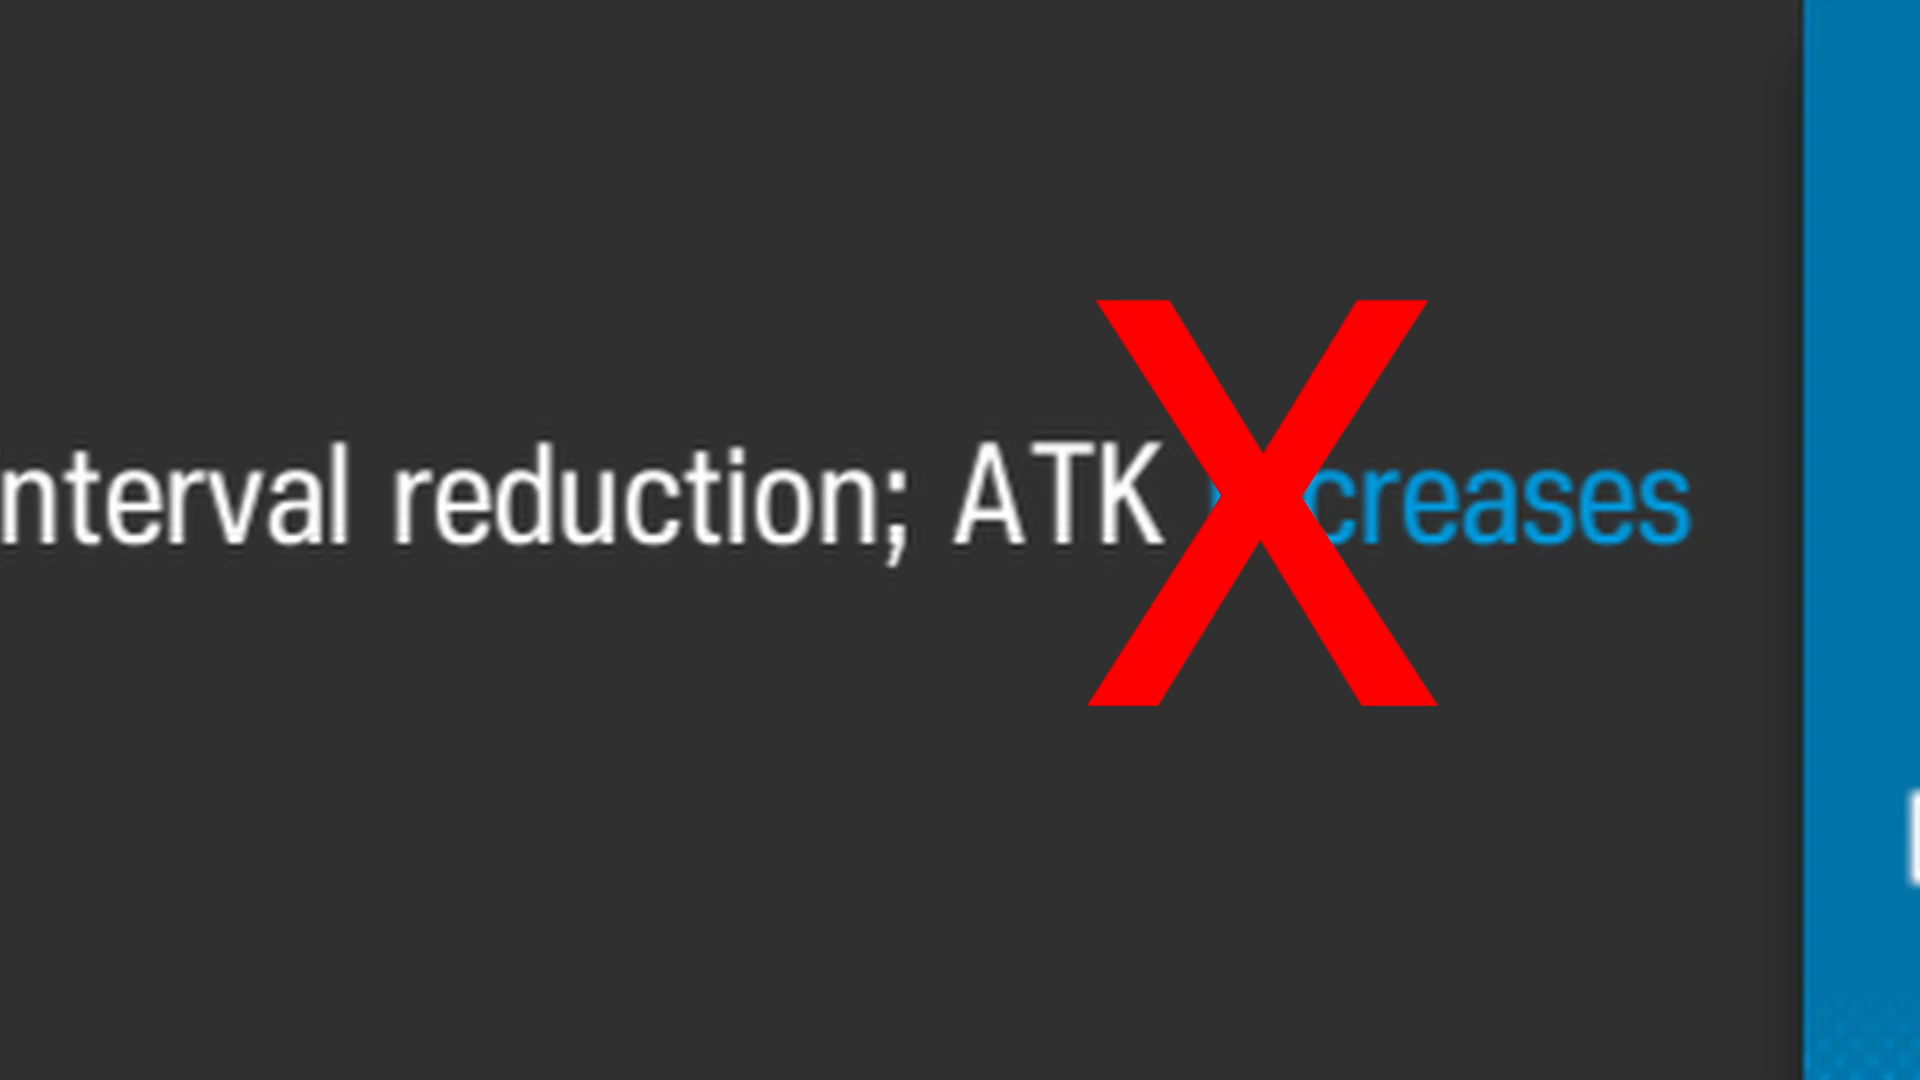 nterval reduction; ATK X creases